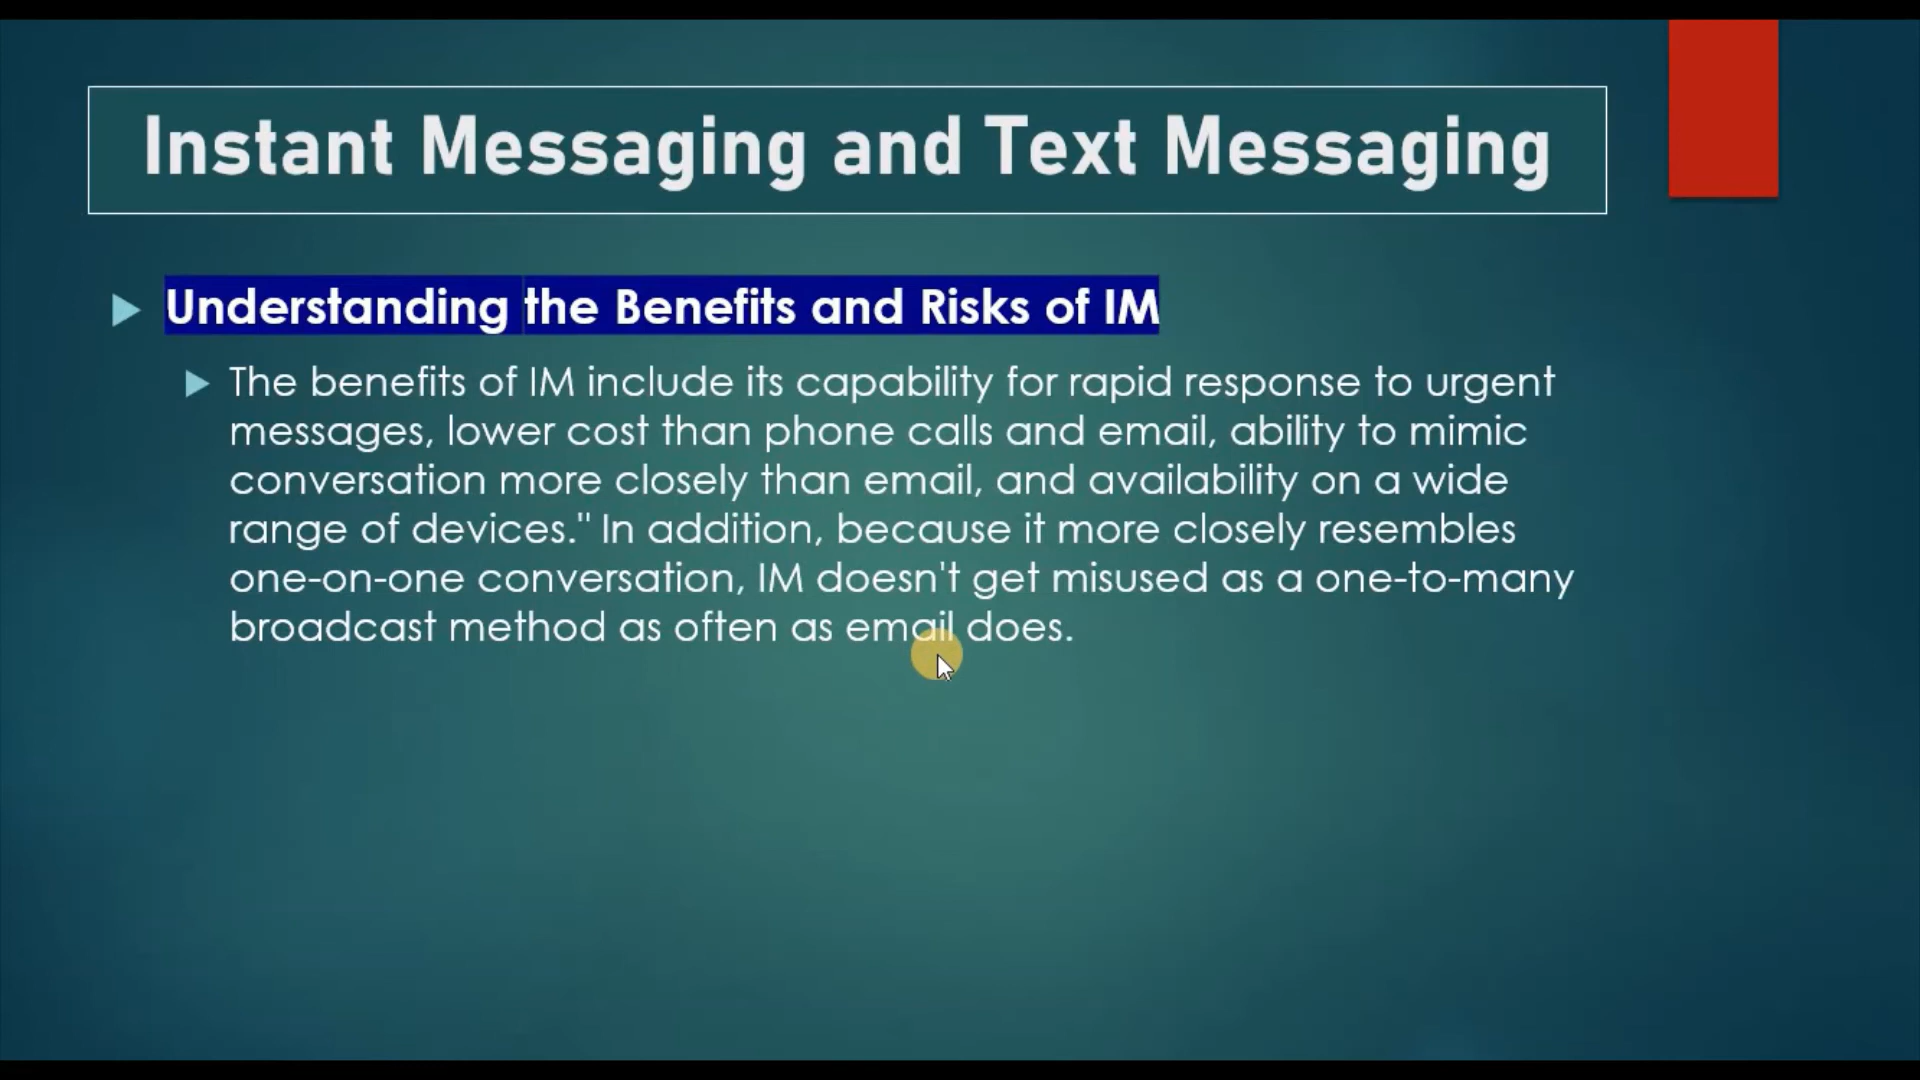 Instant Messaging and Text Messaging
Understanding the Benefits and Risks of IM
The benefits of IM include its capability for rapid response to urgent
messages, lower cost than phone calls and email, ability to mimic
conversation more closely than email, and availability on a wide
range of devices." In addition, because it more closely resembles
one-on-one conversation, IM doesn't get misused as a one-to-many
broadcast method as often as email does.